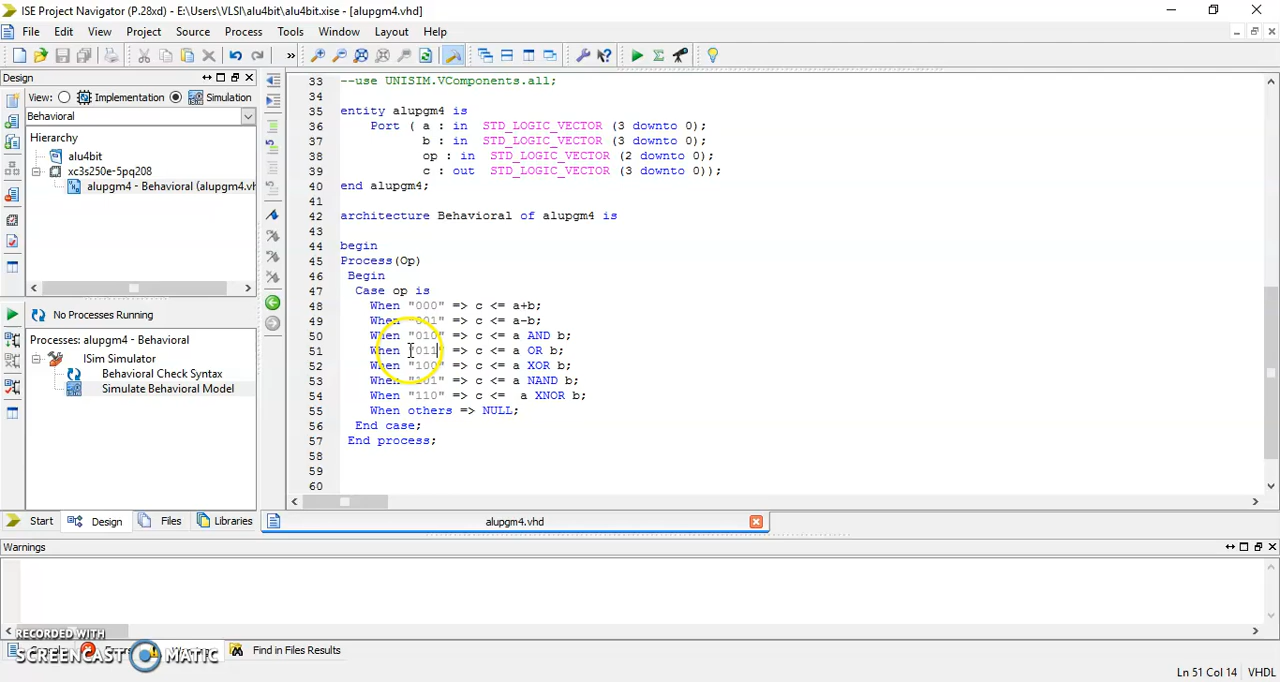 ISE Project Navigator (P.28xd) - E:\Users\VLSI\alu4bit\alu4bit.xise - [alupgm4.vhd]
File Edit View Project Source Process Tools Window Layout Help
Design
View: Implementation Simulation
Behavioral
Hierarchy
alu4bit
xc3s250e-5pq208
alupgm4 - Behavioral (alupgm4.vh
No Processes Running
Processes: alupgm4 - Behavioral
ISim Simulator
Behavioral Check Syntax
Simulate Behavioral Model
Start Design Files Libraries
33 --use UNISIM.VComponents.all;
34
35 entity alupgm4 is
36 Port ( a : in STD_LOGIC_VECTOR (3 downto 0);
37 b : in STD_LOGIC_VECTOR (3 downto 0);
38 op : in STD_LOGIC_VECTOR (2 downto 0);
39 c : out STD_LOGIC_VECTOR (3 downto 0));
40 end alupgm4;
41
42 architecture Behavioral of alupgm4 is
43
44 begin
45 Process(Op)
46 Begin
47 Case op is
48 When "000" => c <= a+b;
49 When "001" => c <= a-b;
50 When "010" => c <= a AND b;
51 When "011" => c <= a OR b;
52 When "100" => c <= a XOR b;
53 When "101" => c <= a NAND b;
54 When "110" => c <= a XNOR b;
55 When others => NULL;
56 End case;
57 End process;
58
59
60
alupgm4.vhd
Warnings
RECORDED WITH
SCREENCAST MATIC
Find in Files Results
Ln 51 Col 14 VHDL